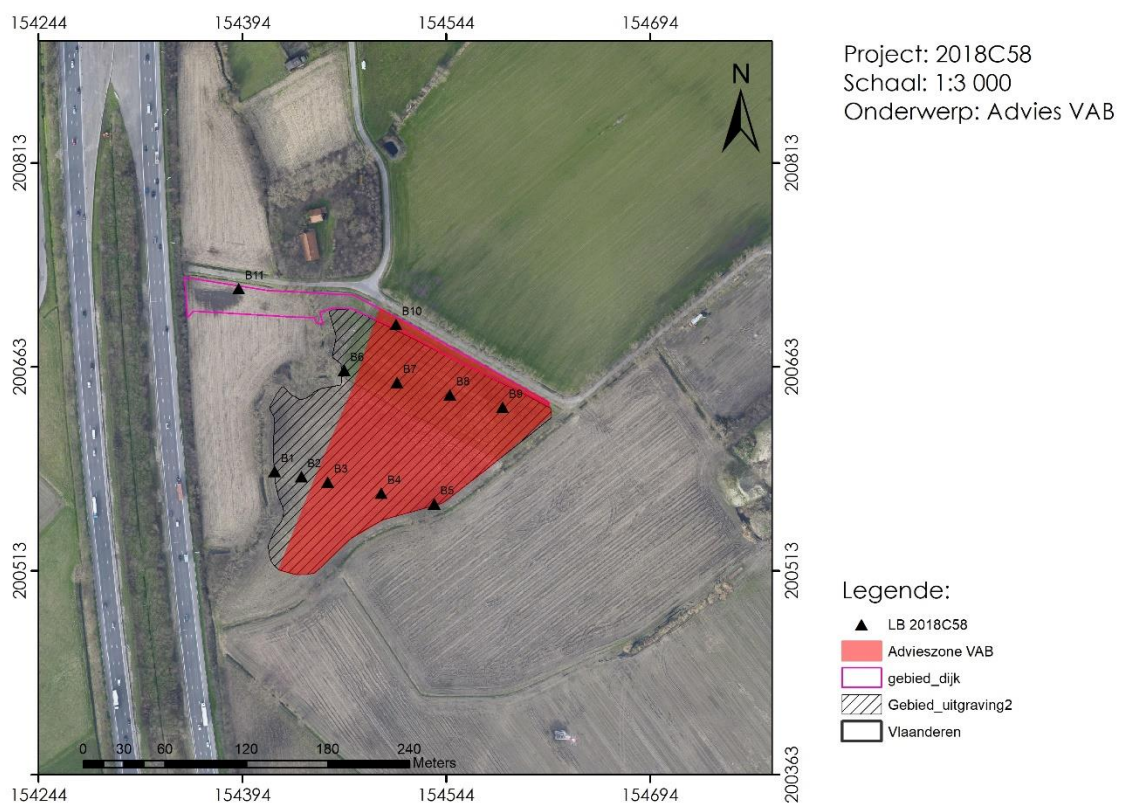 154244
154394
154544
154694
Project: 2018C58
Schaal: 1:3 000
Onderwerp: Advies VAB
N
200813
200813
B11
B10
200663
200663
B6
B7
B8
B9
B1
B2
B3
B4
B5
200513
200513
Legende:
LB 2018C58
Advieszone VAB
gebied_dijk
Gebied_uitgraving2
Vlaanderen
0 30 60 120 180 240
Meters
200363
154244
154394
154544
154694